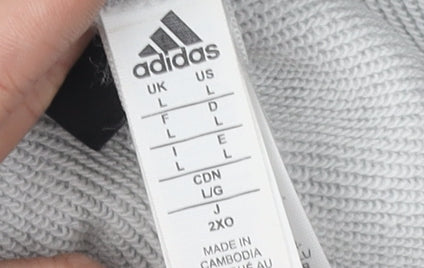 adidas
UK US
L L
F D
L L
I E
L L
CDN
L/G
J
2XO
MADE IN
CAMBODIA